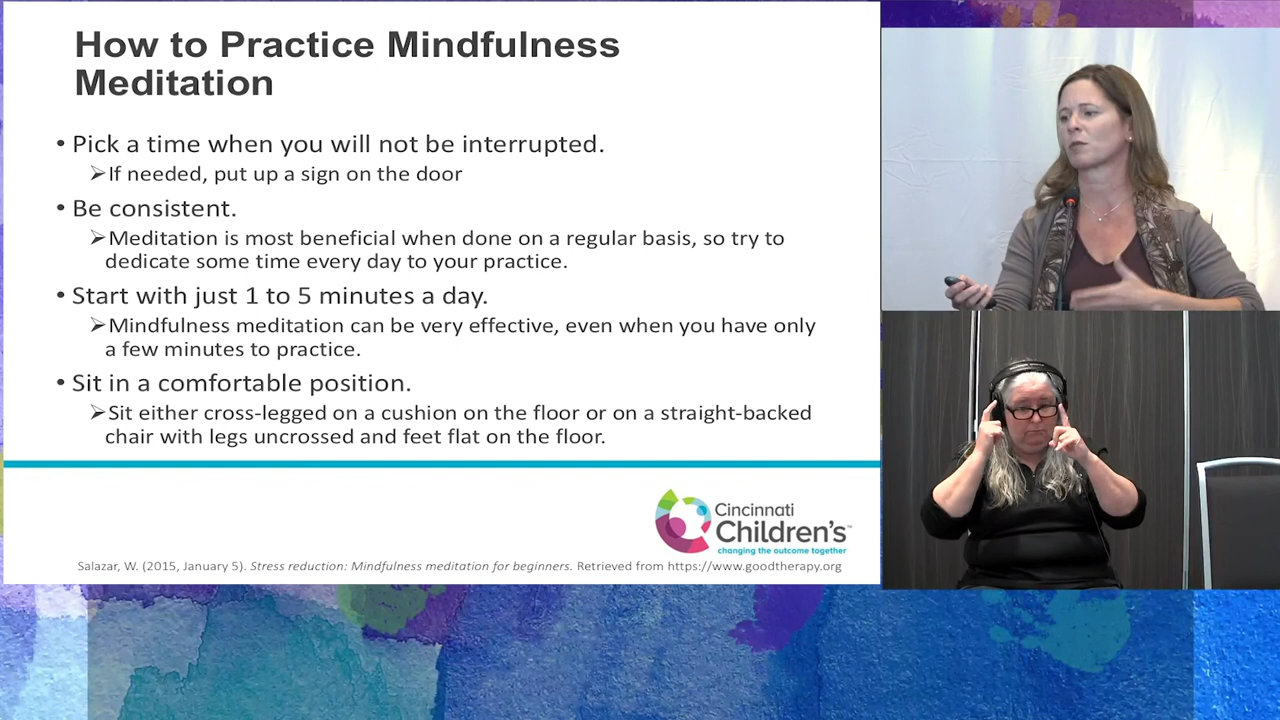 How to Practice Mindfulness
Meditation
• Pick a time when you will not be interrupted.
➢If needed, put up a sign on the door
• Be consistent.
➢Meditation is most beneficial when done on a regular basis, so try to
dedicate some time every day to your practice.
• Start with just 1 to 5 minutes a day.
➢Mindfulness meditation can be very effective, even when you have only
a few minutes to practice.
• Sit in a comfortable position.
➢Sit either cross-legged on a cushion on the floor or on a straight-backed
chair with legs uncrossed and feet flat on the floor.
Cincinnati
Children's™
changing the outcome together
Salazar, W. (2015, January 5). Stress reduction: Mindfulness meditation for beginners. Retrieved from https://www.goodtherapy.org